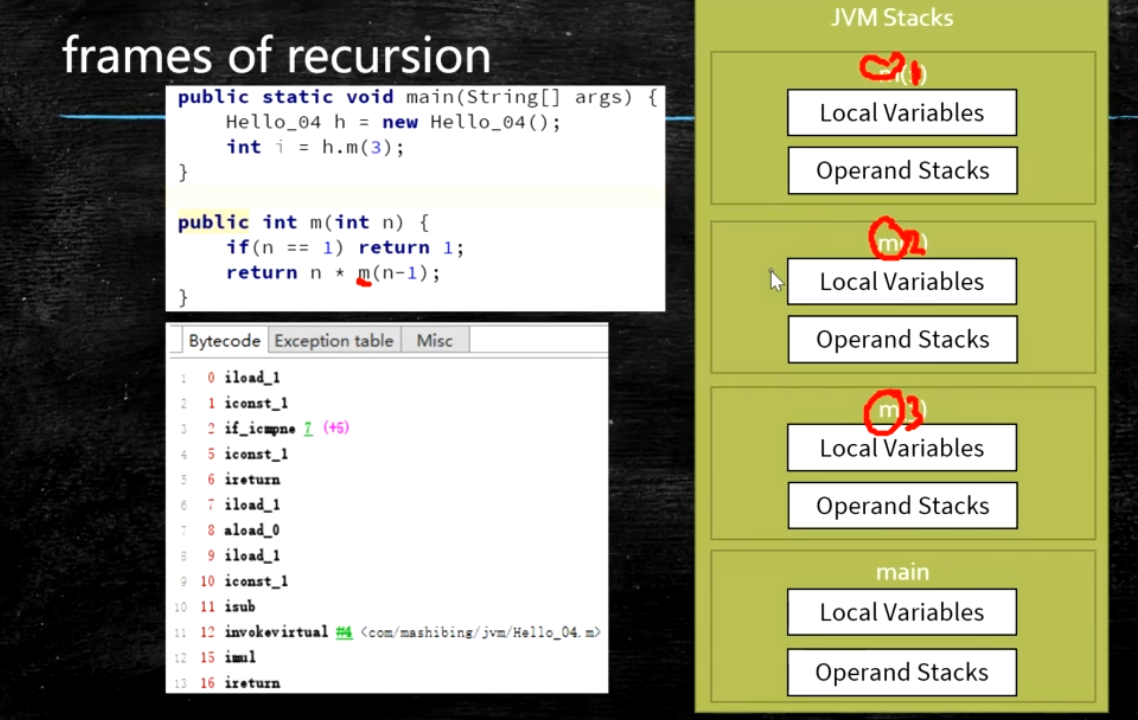 frames of recursion
public static void main(String[] args) {
Hello_04 h = new Hello_04();
int i = h.m(3);
}
public int m(int n) {
if(n == 1) return 1;
return n * m(n-1);
}
Bytecode Exception table Misc
1 0 iload_1
2 1 iconst_1
3 2 if_icmpne 7 (+5)
4 5 iconst_1
5 6 ireturn
6 7 iload_1
7 8 aload_0
8 9 iload_1
9 10 iconst_1
10 11 isub
11 12 invokevirtual #4 <com/mashibing/jvm/Hello_04.m>
12 15 imul
13 16 ireturn
JVM Stacks
1
Local Variables
Operand Stacks
m 2
Local Variables
Operand Stacks
m 3
Local Variables
Operand Stacks
main
Local Variables
Operand Stacks